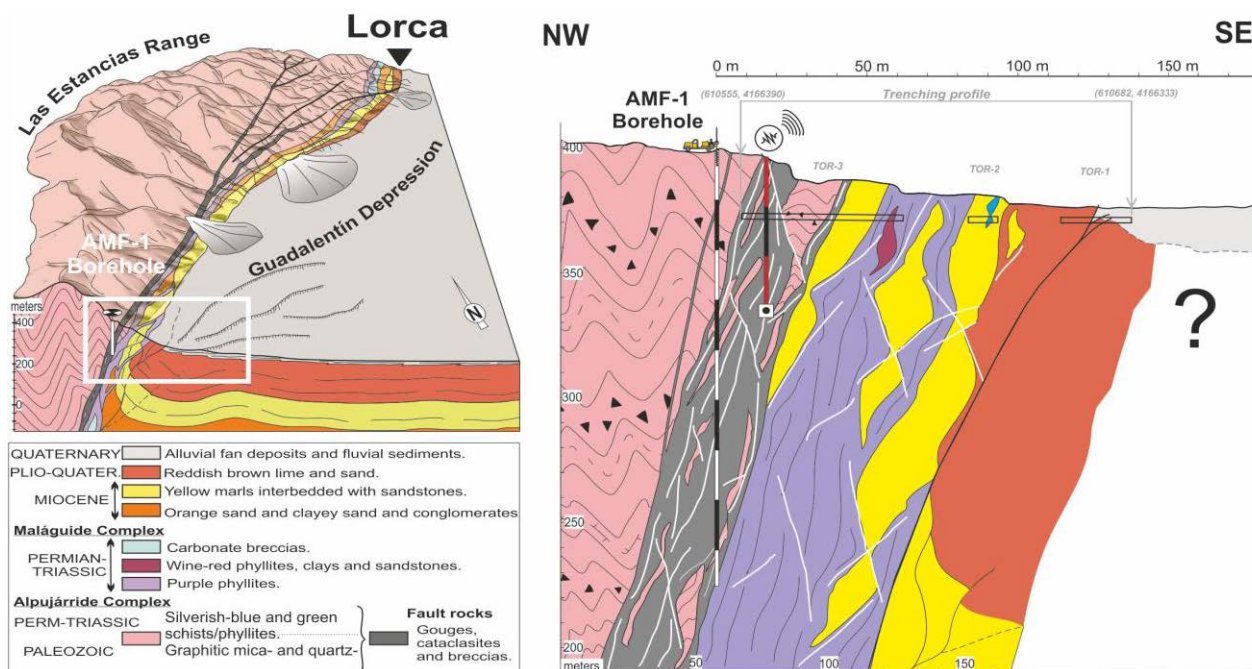 Lorca
Las Estancias Range
AMF-1
Borehole
Guadalentín Depression
N
meters
400
200
0
QUATERNARY Alluvial fan deposits and fluvial sediments.
PLIO-QUATER. Reddish brown lime and sand.
MIOCENE Yellow marls interbedded with sandstones.
Orange sand and clayey sand and conglomerates
Maláguide Complex
PERMIAN-TRIASSIC Carbonate breccias.
Wine-red phyllites, clays and sandstones.
Purple phyllites.
Alpujárride Complex
PERM-TRIASSIC Silverish-blue and green schists/phyllites.
PALEOZOIC Graphitic mica- and quartz-
Fault rocks
Gouges, cataclasites and breccias.
NW
SE
0 m 50 m 100 m 150 m
(610555, 4166390) Trenching profile (610682, 4166333)
AMF-1
Borehole
TOR-3 TOR-2 TOR-1
400
350
300
250
200
meters
50 100 150
?